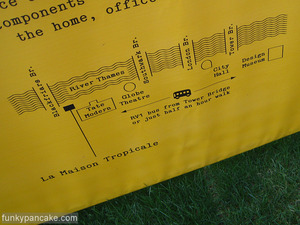 components
the home, offic
Blackfriars Br.
River Thames
Southwark Br.
London Br.
Tower Br.
Tate
Modern
Globe
Theatre
City
Hall
Design
Museum
RV1 bus from Tower Bridge
or just half an hour walk
La Maison Tropicale
funkypancake.com